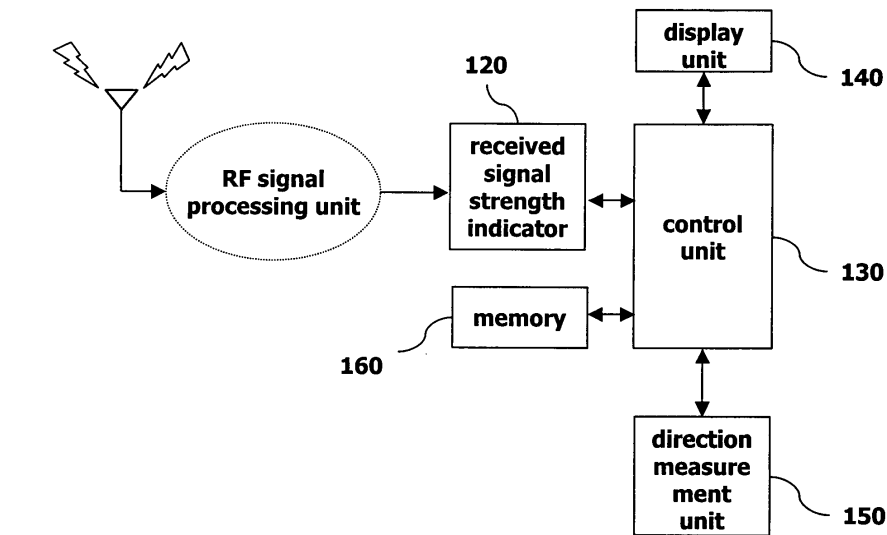 display
unit
140
120
received
signal
strength
indicator
RF signal
processing unit
control
unit
130
memory
160
direction
measure
ment
unit
150